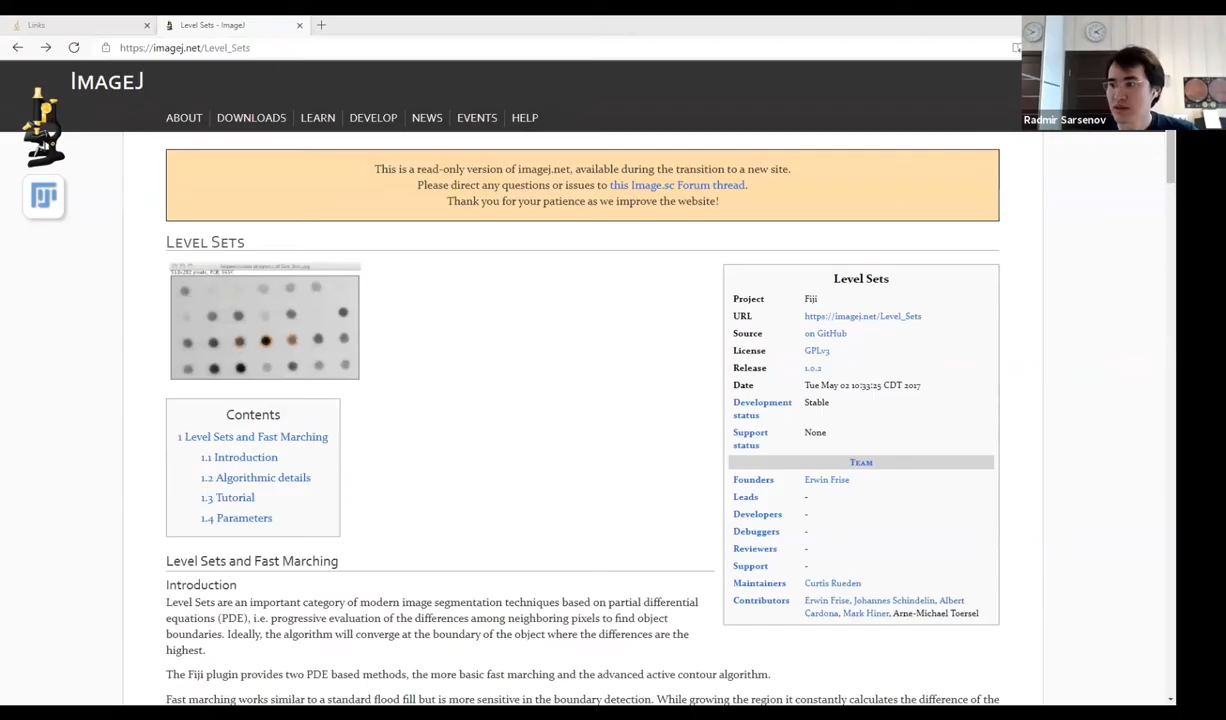 Links
Level Sets - ImageJ
https://imagej.net/Level_Sets
IMAGEJ
ABOUT DOWNLOADS LEARN DEVELOP NEWS EVENTS HELP
Radmir Sarsenov
This is a read-only version of imagej.net, available during the transition to a new site.
Please direct any questions or issues to this Image.sc Forum thread.
Thank you for your patience as we improve the website!
LEVEL SETS
Contents
1 Level Sets and Fast Marching
1.1 Introduction
1.2 Algorithmic details
1.3 Tutorial
1.4 Parameters
Level Sets
Project Fiji
URL https://imagej.net/Level_Sets
Source on GitHub
License GPLv3
Release 1.0.2
Date Tue May 02 10:33:25 CDT 2017
Development Stable
status
Support None
status
TEAM
Founders Erwin Frise
Leads -
Developers -
Debuggers -
Reviewers -
Support -
Maintainers Curtis Rueden
Contributors Erwin Frise, Johannes Schindelin, Albert
Cardona, Mark Hiner, Arne-Michael Toersel
Level Sets and Fast Marching
Introduction
Level Sets are an important category of modern image segmentation techniques based on partial differential
equations (PDE), i.e. progressive evaluation of the differences among neighboring pixels to find object
boundaries. Ideally, the algorithm will converge at the boundary of the object where the differences are the
highest.
The Fiji plugin provides two PDE based methods, the more basic fast marching and the advanced active contour algorithm.
Fast marching works similar to a standard flood fill but is more sensitive in the boundary detection. While growing the region it constantly calculates the difference of the